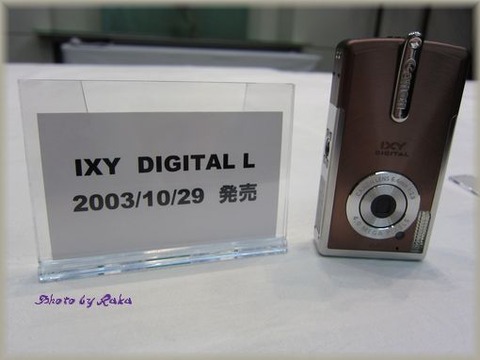 IXY DIGITAL L
2003/10/29 発売
Canon
IXY
DIGITAL
Photo by Raka